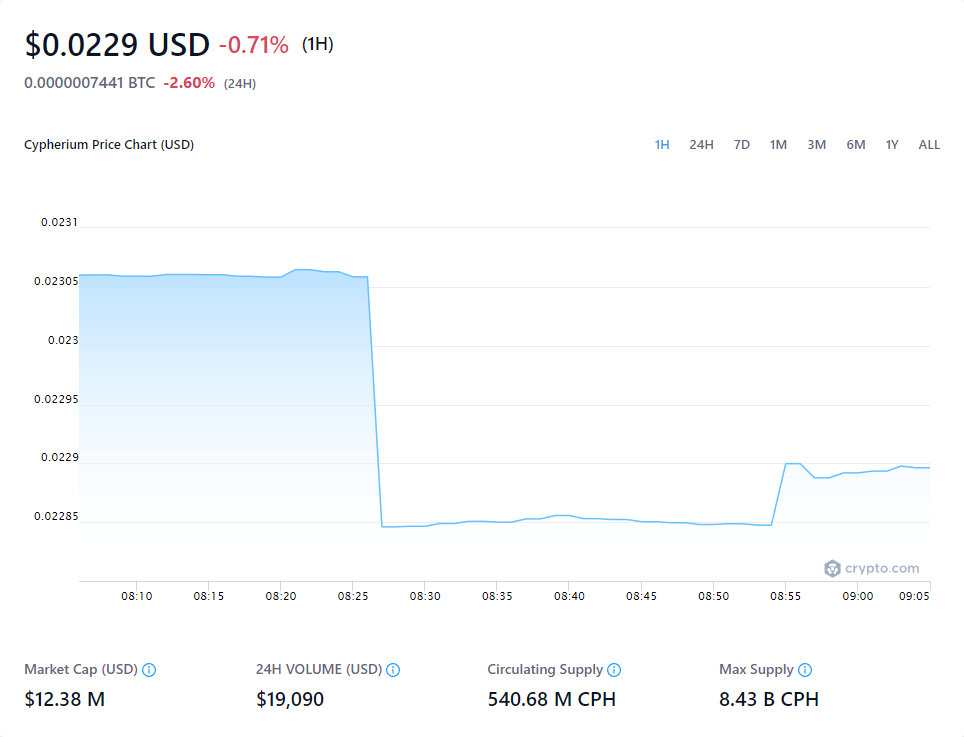 $0.0229 USD -0.71% (1H)
0.0000007441 BTC -2.60% (24H)
Cypherium Price Chart (USD) 1H 24H 7D 1M 3M 6M 1Y ALL
0.0231
0.02305
0.023
0.02295
0.0229
0.02285
crypto.com
08:10 08:15 08:20 08:25 08:30 08:35 08:40 08:45 08:50 08:55 09:00 09:05
Market Cap (USD) 24H VOLUME (USD) Circulating Supply Max Supply
$12.38 M $19,090 540.68 M CPH 8.43 B CPH